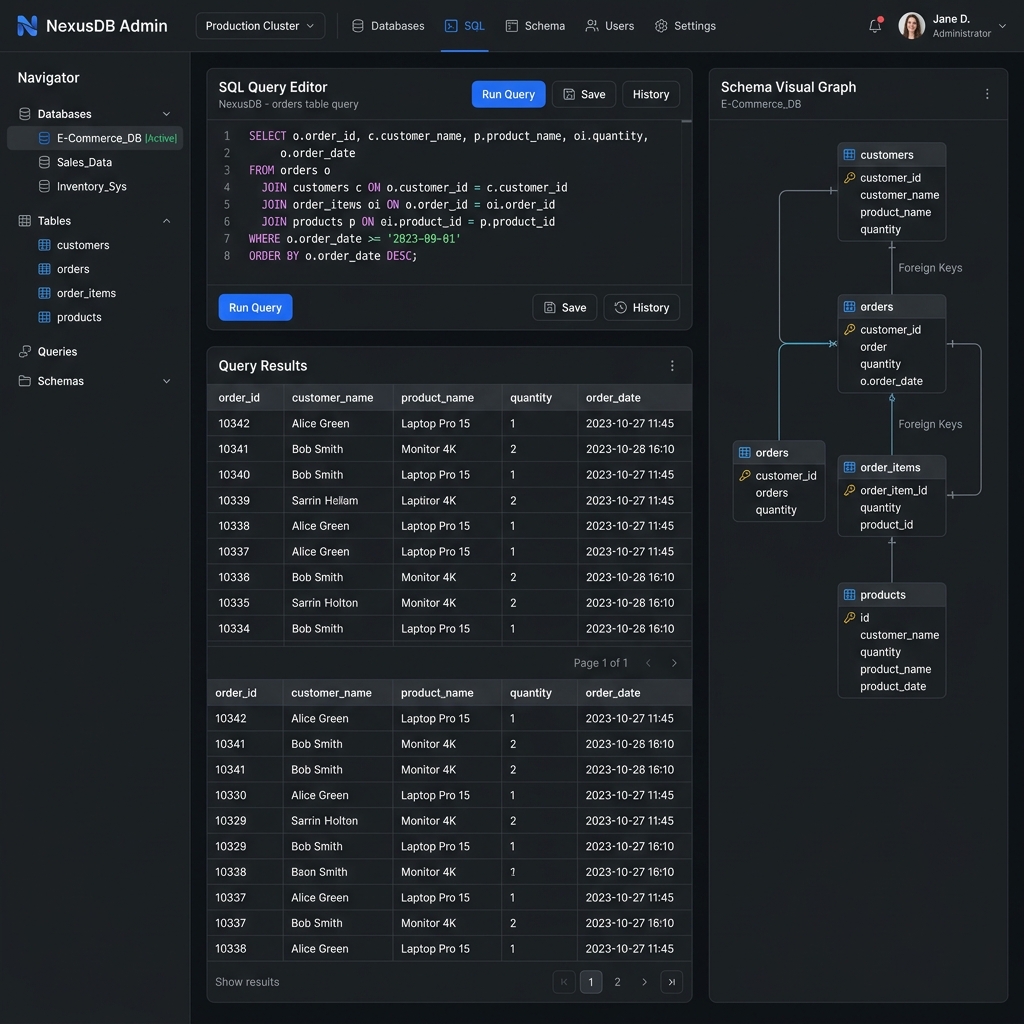 NexusDB Admin
Production Cluster
Databases
SQL
Schema
Users
Settings
Jane D.
Administrator
Navigator
Databases
E-Commerce_DB [Active]
Sales_Data
Inventory_Sys
Tables
customers
orders
order_items
products
Queries
Schemas
SQL Query Editor
NexusDB - orders table query
Run Query
Save
History
1 SELECT o.order_id, c.customer_name, p.product_name, oi.quantity,
2 o.order_date
3 FROM orders o
4 JOIN customers c ON o.customer_id = c.customer_id
5 JOIN order_items oi ON o.order_id = oi.order_id
6 JOIN products p ON oi.product_id = p.product_id
7 WHERE o.order_date >= '2823-09-01'
8 ORDER BY o.order_date DESC;
Run Query
Save
History
Query Results
order_id customer_name product_name quantity order_date
10342 Alice Green Laptop Pro 15 1 2023-10-27 11:45
10341 Bob Smith Monitor 4K 2 2023-10-28 16:10
10340 Bob Smith Laptop Pro 15 1 2023-10-27 11:45
10339 Sarrin 4K 2 2023-10-27 11:45
10338 Alice Green Laptop Pro 15 1 2023-10-27 11:45
10337 Alice Green Laptop Pro 15 1 2023-10-27 11:45
10336 Bob Smith Monitor 4K 2 2023-10-28 16:10
10335 Sarrin Holton Monitor 4K 2 2023-10-28 16:10
10334 Bob Smith Laptop Pro 15 1 2023-10-28 16:10
Page 1 of 1
order_id customer_name product_name quantity order_date
10342 Alice Green Laptop Pro 15 1 2023-10-27 11:45
10341 Bob Smith Monitor 4K 2 2023-10-28 16:10
10341 Bob Smith Monitor 4K 2 2023-10-28 16:10
10330 Alice Green Laptop Pro 15 1 2023-10-27 11:45
10329 Sarrin Holton Monitor 4K 2 2023-10-27 11:45
10329 Bob Smith Laptop Pro 15 1 2023-10-27 16:10
10338 Baon Smith Monitor 4K 2023-10-27 16:10
10337 Alice Green Laptop Pro 15 1 2023-10-27 11:45
10337 Bob Smith Monitor 4K 2 2023-10-27 16:10
10338 Alice Green Laptop Pro 15 1 2023-10-27 11:45
Show results
1
2
Schema Visual Graph
E-Commerce_DB
customers
customer_id
customer_name
product_name
quantity
Foreign Keys
orders
customer_id
order
quantity
o.order_date
Foreign Keys
orders
customer_id
orders
quantity
order_items
order_item_Id
quantity
product_id
products
id
customer_name
quantity
product_name
product_date